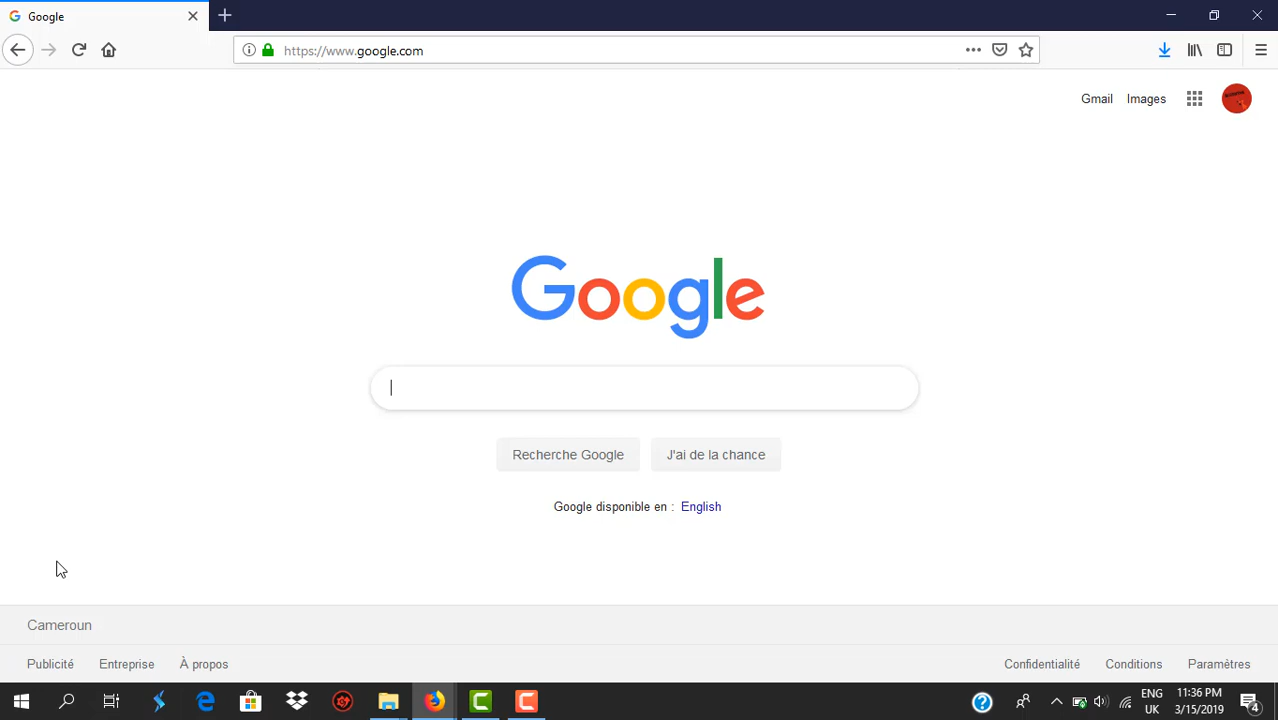 Google
https://www.google.com
Gmail Images
Google
Recherche Google J'ai de la chance
Google disponible en : English
Cameroun
Publicité Entreprise À propos
Confidentialité Conditions Paramètres
ENG 11:36 PM
UK 3/15/2019 4